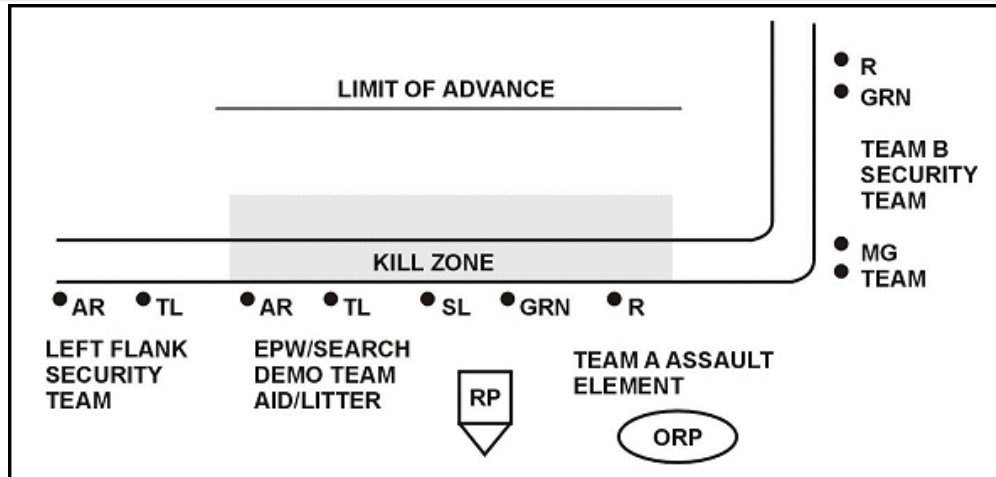 LIMIT OF ADVANCE
R
GRN
TEAM B
SECURITY
TEAM
KILL ZONE
MG
TEAM
AR
TL
AR
TL
SL
GRN
R
LEFT FLANK
SECURITY
TEAM
EPW/SEARCH
DEMO TEAM
AID/LITTER
RP
TEAM A ASSAULT
ELEMENT
ORP